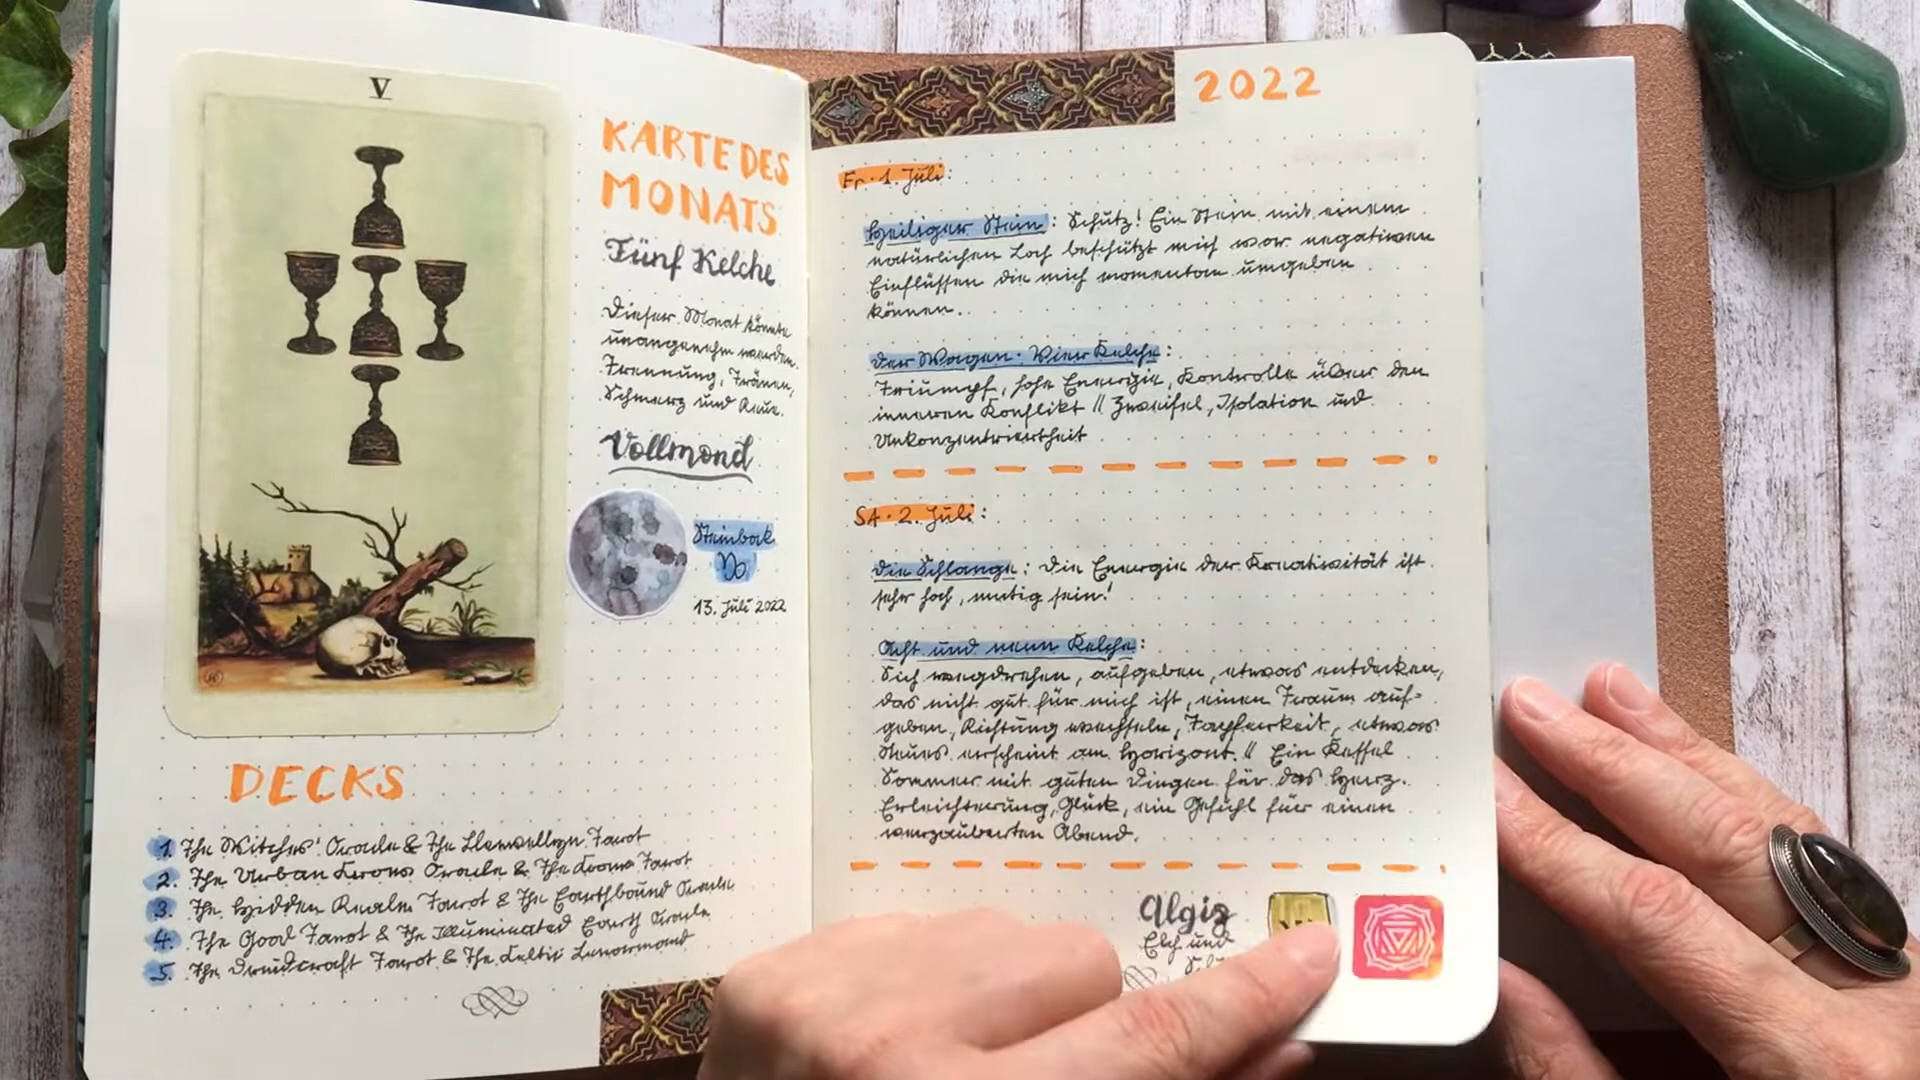 V
KARTE DES
MONATS
Fünf Kelche
Dieser Monat könnte
unangenehm werden.
Trennung, Tränen,
Schmerz und Reue.
Vollmond
Steinbock
♑
13. Juli 2022
DECKS
1. The Witches' Oracle & The Llewellyn Tarot
2. The Urban Crows Oracle & The Crow Tarot
3. The Hidden Realm Tarot & The Earthbound Oracle
4. The Good Tarot & The Illuminated Earth Oracle
5. The Druidcraft Tarot & The Celtic Lenormand
2022
Fr. 1. Juli:
Heiliger Stein: Schutz! Ein Stein mit einem
natürlichen Loch beschützt mich vor negativen
Einflüssen die mich momentan umgeben
können.
Der Wagen · Vier Kelche:
Triumpf, hohe Energie, Kontrolle über den
inneren Konflikt // Zweifel, Isolation und
Unkonzentriertheit
SA. 2. Juli:
Die Schlange: Die Energie der Kreativität ist
sehr hoch, mutig sein!
Acht und neun Kelche:
Sich wegdrehen, aufgeben, etwas entdecken,
das nicht gut für mich ist, einen Traum auf=
geben, Richtung wechseln, Tapferkeit, etwas
Neues erscheint am Horizont. // Ein Kessel
Sommer mit guten Dingen für das Herz.
Erleichterung, Glück, ein Gefühl für einen
verzauberten Abend.
Algiz
Elch und